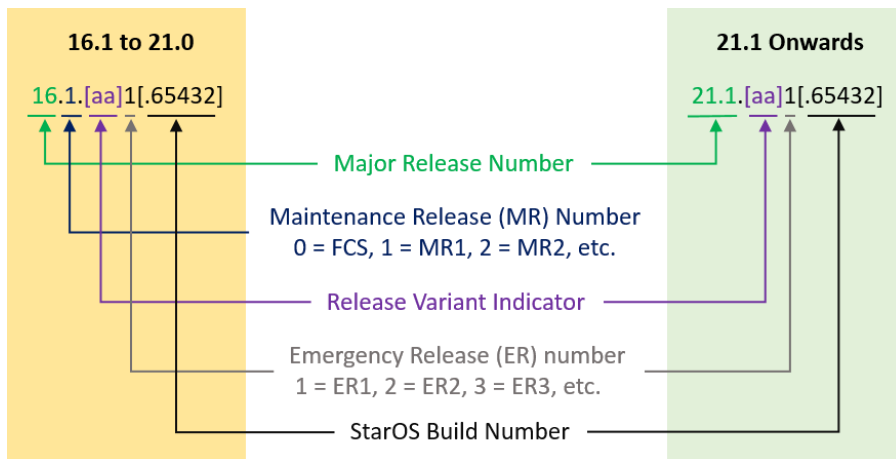 16.1 to 21.0
21.1 Onwards
16.1.[aa]1[.65432]
21.1.[aa]1[.65432]
Major Release Number
Maintenance Release (MR) Number
0 = FCS, 1 = MR1, 2 = MR2, etc.
Release Variant Indicator
Emergency Release (ER) number
1 = ER1, 2 = ER2, 3 = ER3, etc.
StarOS Build Number